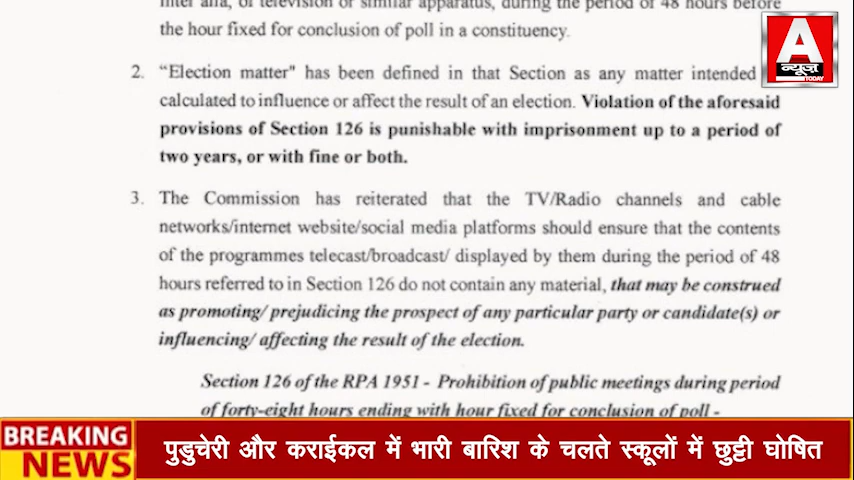 inter alia, of television or similar apparatus, during the period of 48 hours before
the hour fixed for conclusion of poll in a constituency.
2. “Election matter" has been defined in that Section as any matter intended
calculated to influence or affect the result of an election. Violation of the aforesaid
provisions of Section 126 is punishable with imprisonment up to a period of
two years, or with fine or both.
3. The Commission has reiterated that the TV/Radio channels and cable
networks/internet website/social media platforms should ensure that the contents
of the programmes telecast/broadcast/ displayed by them during the period of 48
hours referred to in Section 126 do not contain any material, that may be construed
as promoting/ prejudicing the prospect of any particular party or candidate(s) or
influencing/ affecting the result of the election.
Section 126 of the RPA 1951 - Prohibition of public meetings during period
of forty-eight hours ending with hour fixed for conclusion of poll -
A
न्यूज़
TODAY
BREAKING
NEWS
पुडुचेरी और कराईकल में भारी बारिश के चलते स्कूलों में छुट्टी घोषित